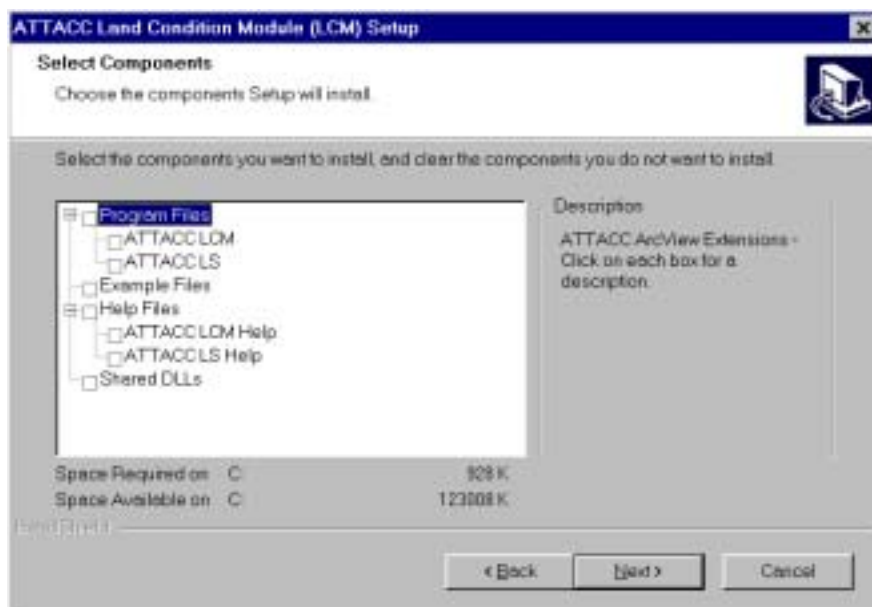 ATTACC Land Condition Module (LCM) Setup
Select Components
Choose the components Setup will install.
Select the components you want to install, and clear the components you do not want to install.
Program Files
ATTACC LCM
ATTACC LS
Example Files
Help Files
ATTACC LCM Help
ATTACC LS Help
Shared DLLs
Description
ATTACC ArcView Extensions -
Click on each box for a
description.
Space Required on C: 928 K
Space Available on C: 123008 K
InstallShield
< Back
Next >
Cancel